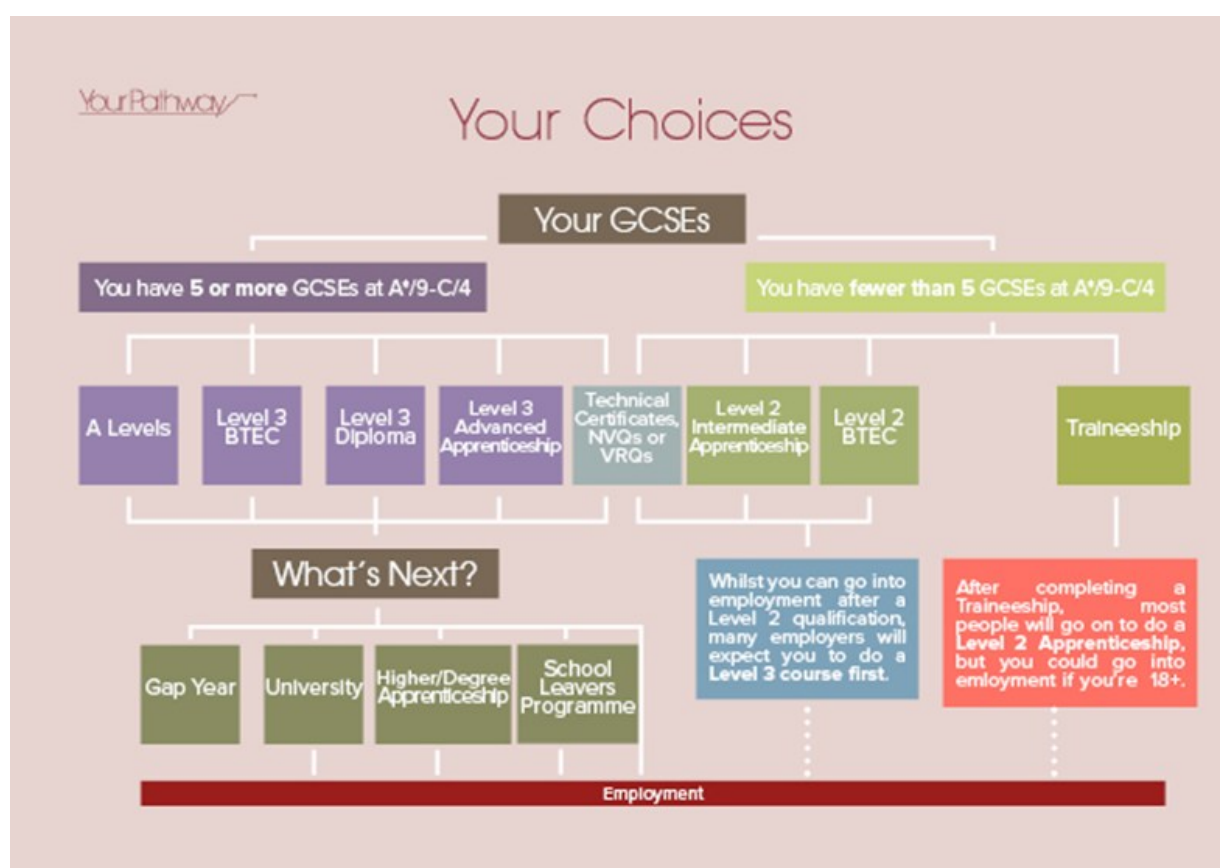 YourPathway
Your Choices
Your GCSEs
You have 5 or more GCSEs at A*/9-C/4
You have fewer than 5 GCSEs at A*/9-C/4
A Levels
Level 3
BTEC
Level 3
Diploma
Level 3
Advanced
Apprenticeship
Technical
Certificates,
NVQs or
VRQs
Level 2
Intermediate
Apprenticeship
Level 2
BTEC
Traineeship
What's Next?
Whilst you can go into
employment after a
Level 2 qualification,
many employers will
expect you to do a
Level 3 course first.
After completing a
Traineeship, most
people will go on to do a
Level 2 Apprenticeship,
but you could go into
emloyment if you're 18+.
Gap Year
University
Higher/Degree
Apprenticeship
School
Leavers
Programme
Employment